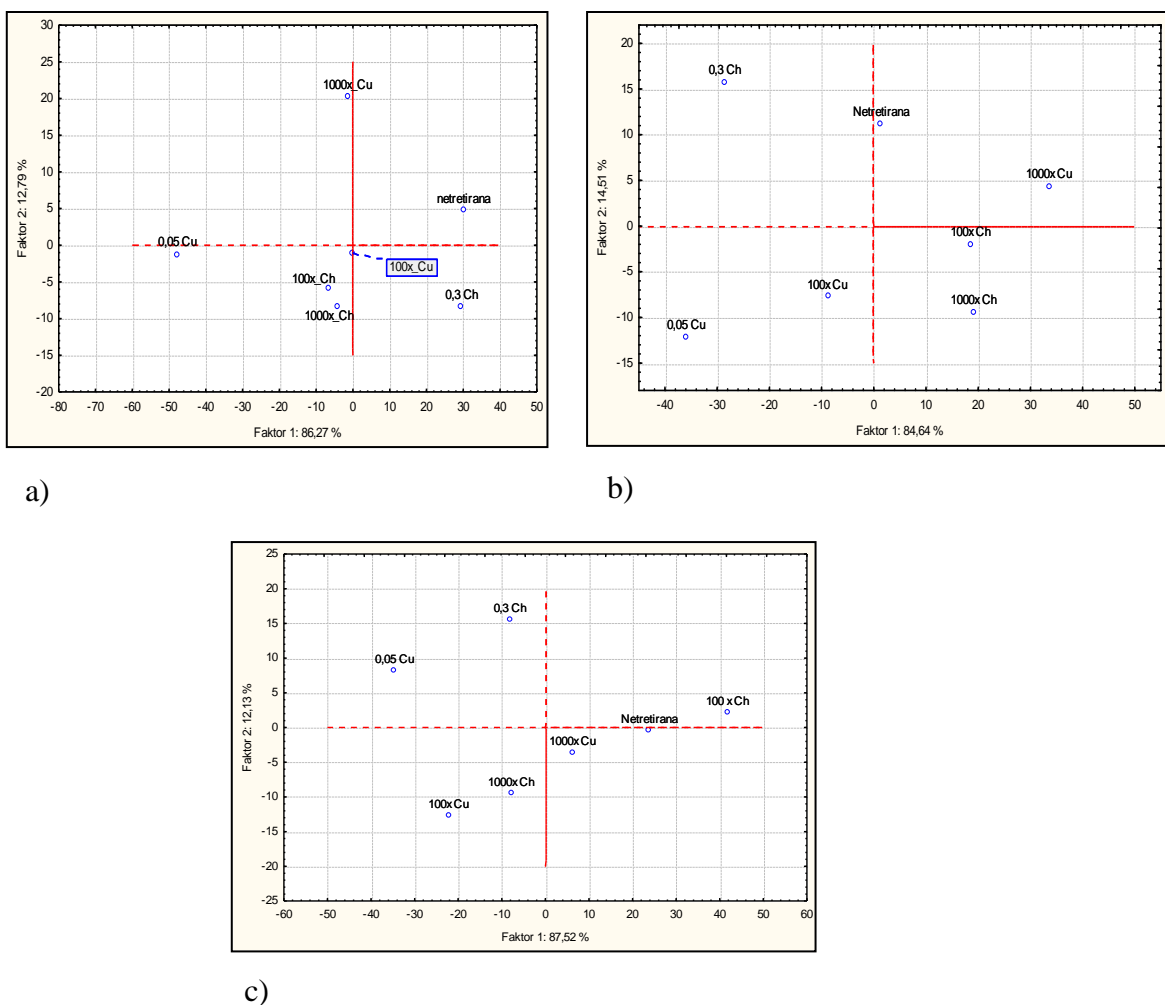 30
25
20
15
10
5
0
-5
-10
-15
-20
Faktor 2: 12,79 %
1000x_Cu
netretirana
0,05 Cu
100x_Cu
100x_Ch
0,3 Ch
1000x_Ch
-80 -70 -60 -50 -40 -30 -20 -10 0 10 20 30 40 50
Faktor 1: 86,27 %
a)
20
15
10
5
0
-5
-10
-15
Faktor 2: 14,51 %
0,3 Ch
Netretirana
1000x Cu
100x Ch
100x Cu
1000x Ch
0,05 Cu
-40 -30 -20 -10 0 10 20 30 40 50
Faktor 1: 84,64 %
b)
25
20
15
10
5
0
-5
-10
-15
-20
-25
Faktor 2: 12,13 %
0,3 Ch
0,05 Cu
100 x Ch
Netretirana
1000x Cu
1000x Ch
100x Cu
-60 -50 -40 -30 -20 -10 0 10 20 30 40 50 60
Faktor 1: 87,52 %
c)